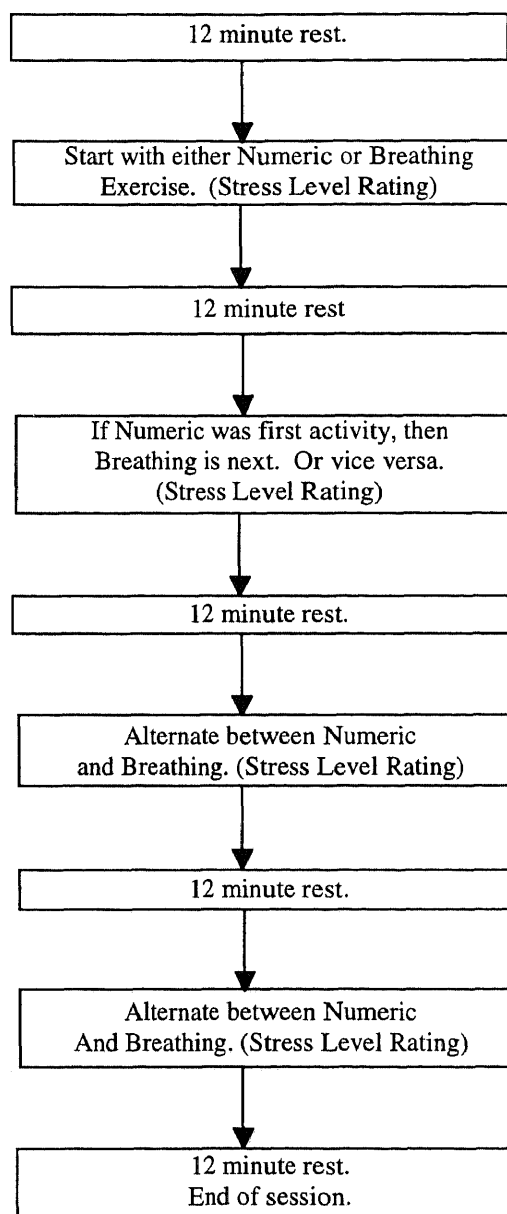 12 minute rest.
Start with either Numeric or Breathing
Exercise. (Stress Level Rating)
12 minute rest
If Numeric was first activity, then
Breathing is next. Or vice versa.
(Stress Level Rating)
12 minute rest.
Alternate between Numeric
and Breathing. (Stress Level Rating)
12 minute rest.
Alternate between Numeric
And Breathing. (Stress Level Rating)
12 minute rest.
End of session.